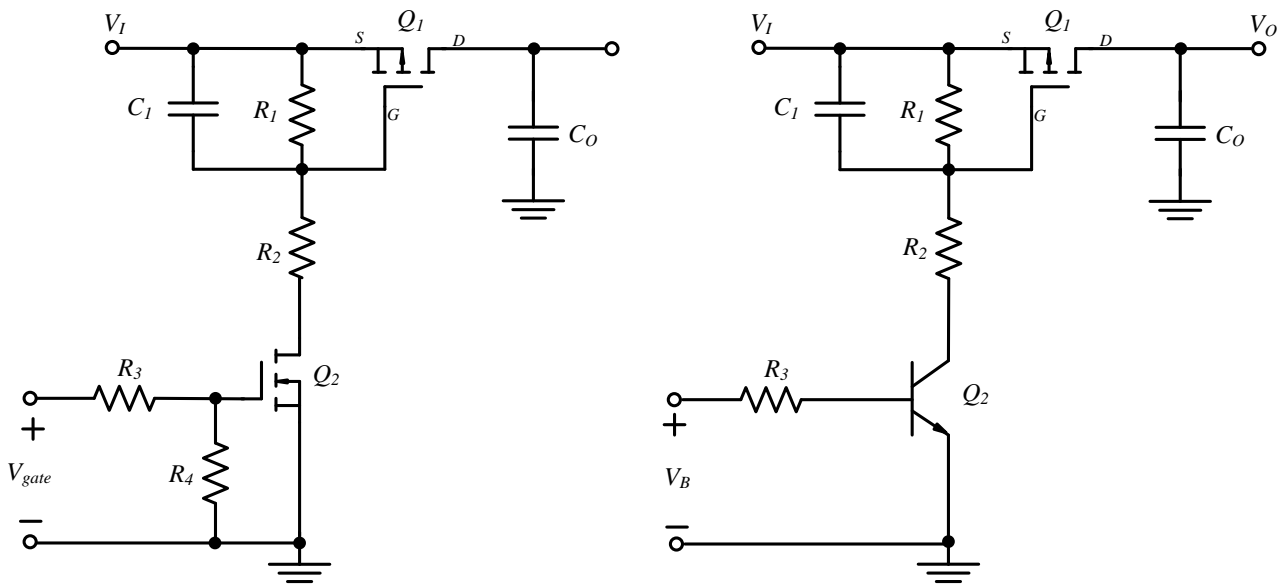 V_I
Q_1
S
D
C_1
R_1
G
C_O
R_2
R_3
Q_2
+
V_gate
R_4
−
V_I
Q_1
V_O
S
D
C_1
R_1
G
C_O
R_2
R_3
Q_2
+
V_B
−